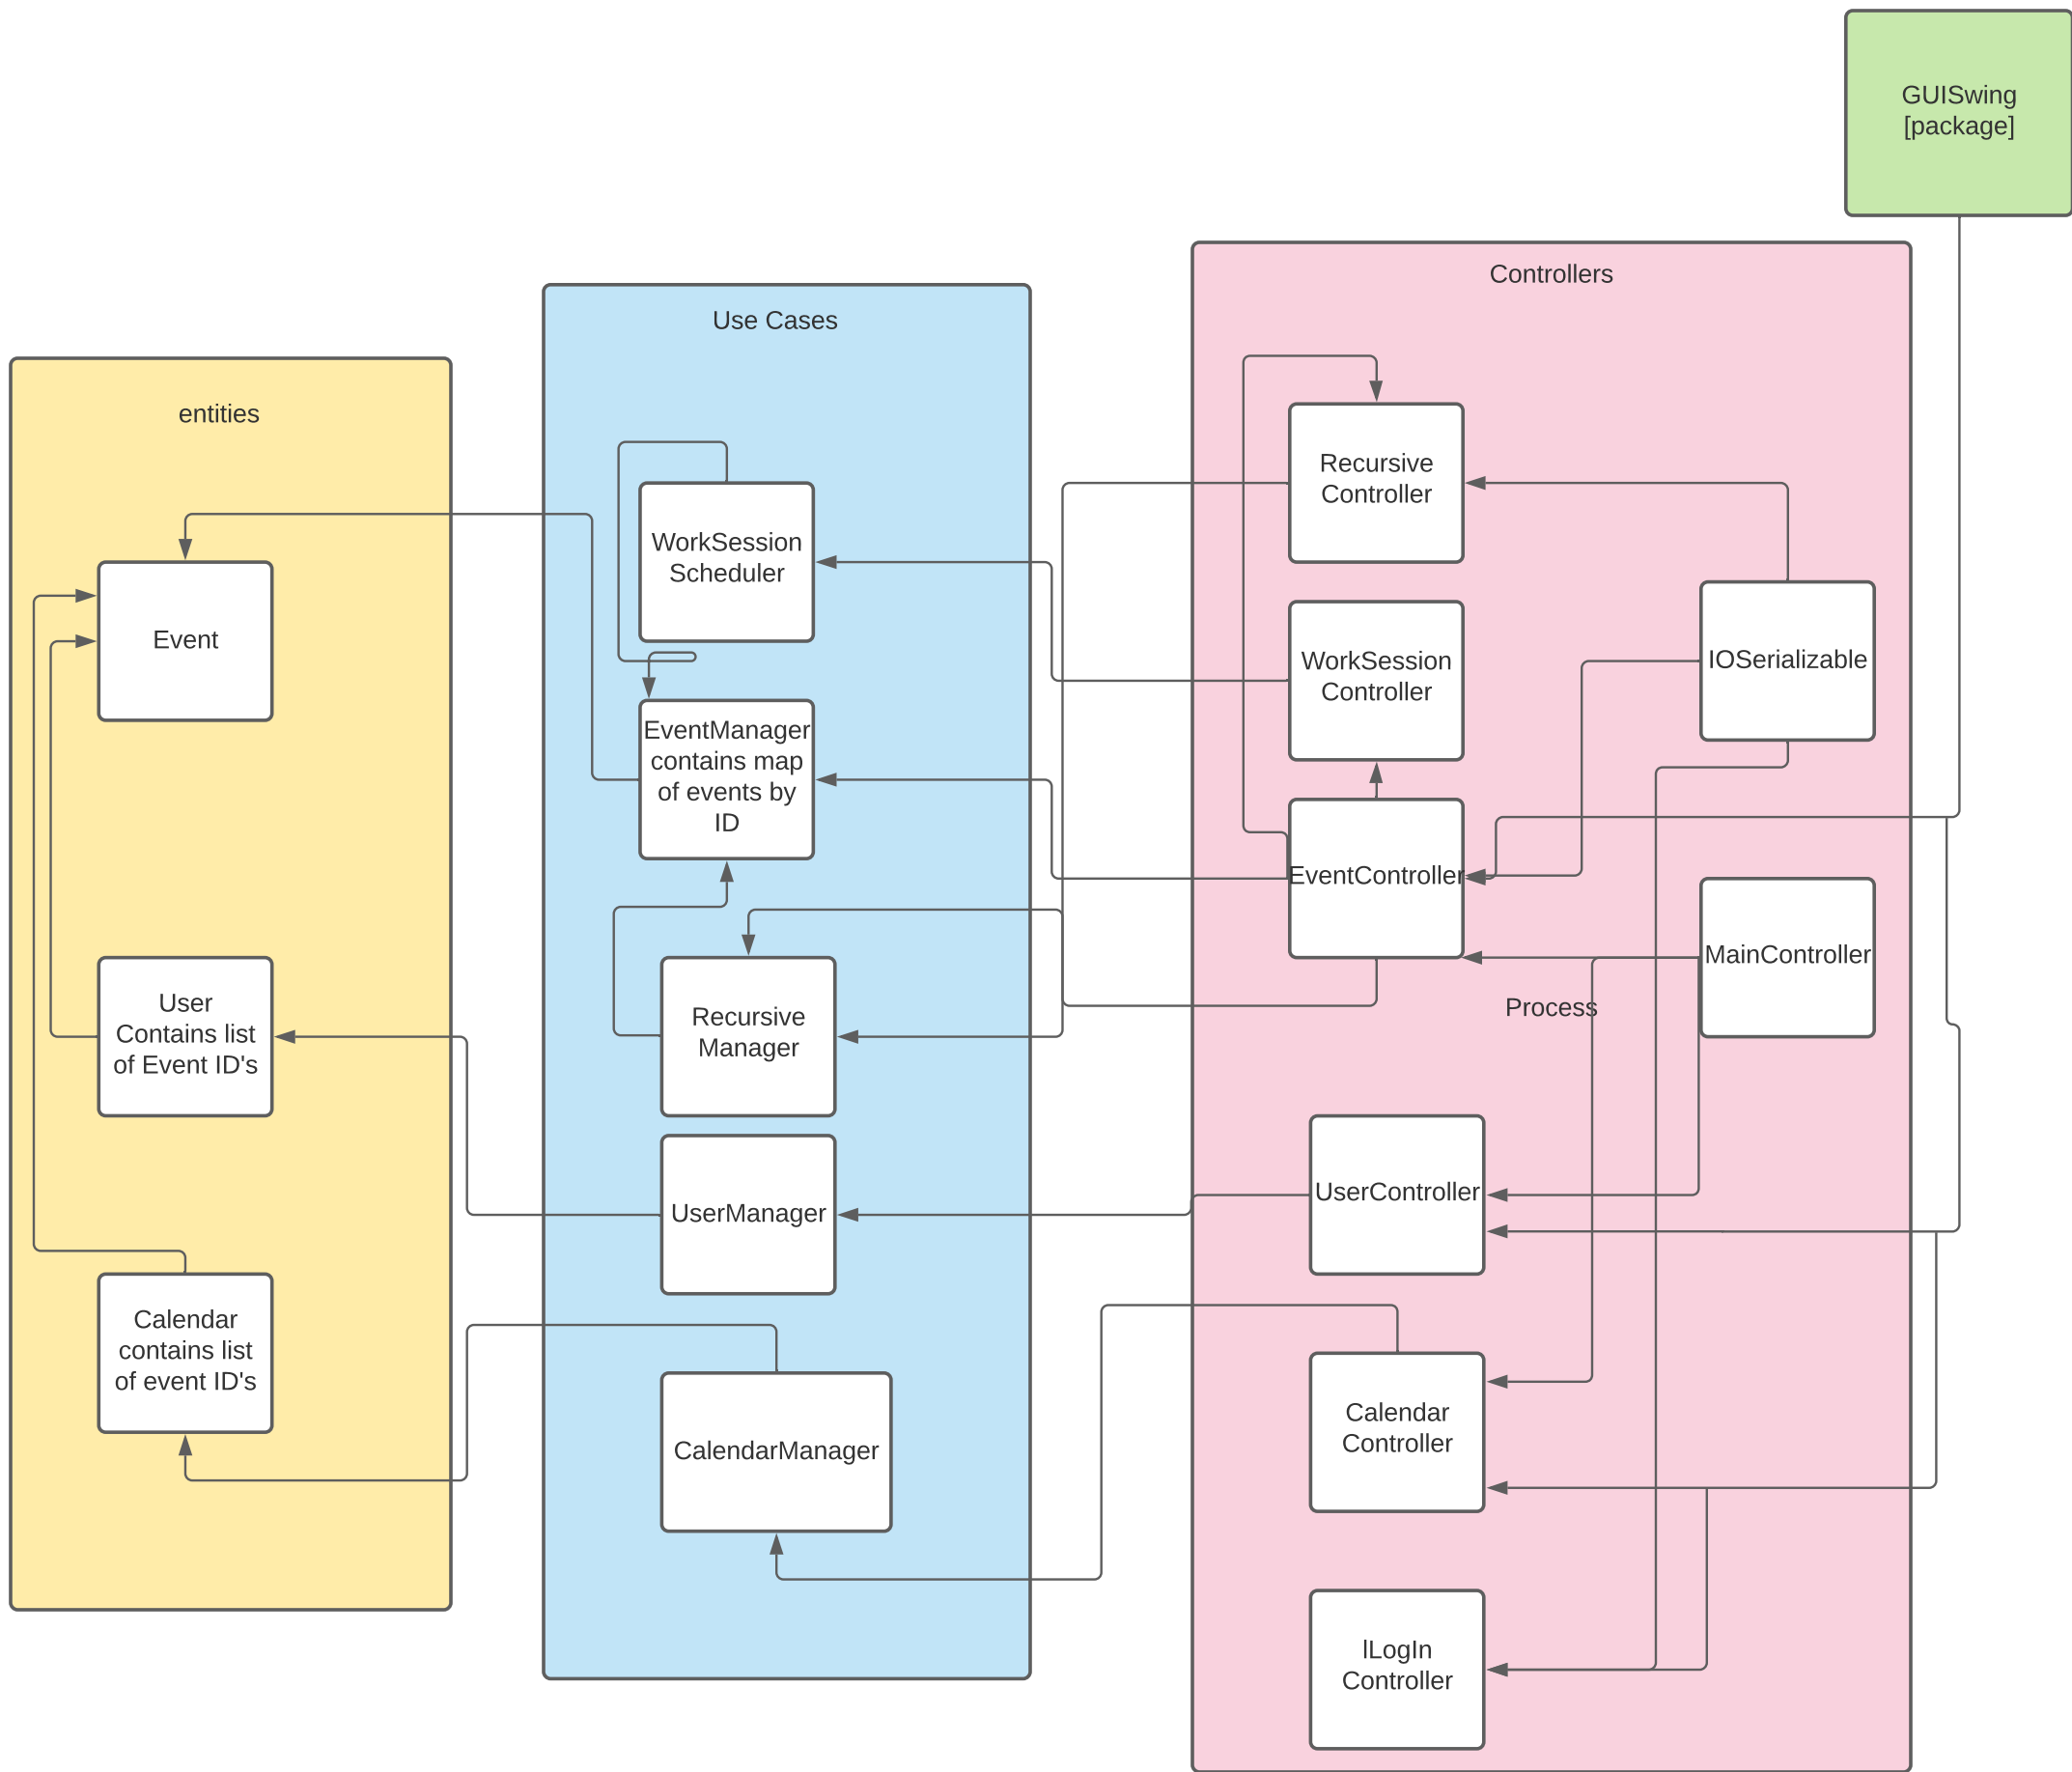 GUISwing
[package]
Controllers
Use Cases
entities
Recursive
Controller
WorkSession
Scheduler
Event
WorkSession
Controller
IOSerializable
EventManager
contains map
of events by
ID
EventController
MainController
Process
User
Contains list
of Event ID's
Recursive
Manager
UserController
UserManager
Calendar
contains list
of event ID's
Calendar
Controller
CalendarManager
lLogIn
Controller